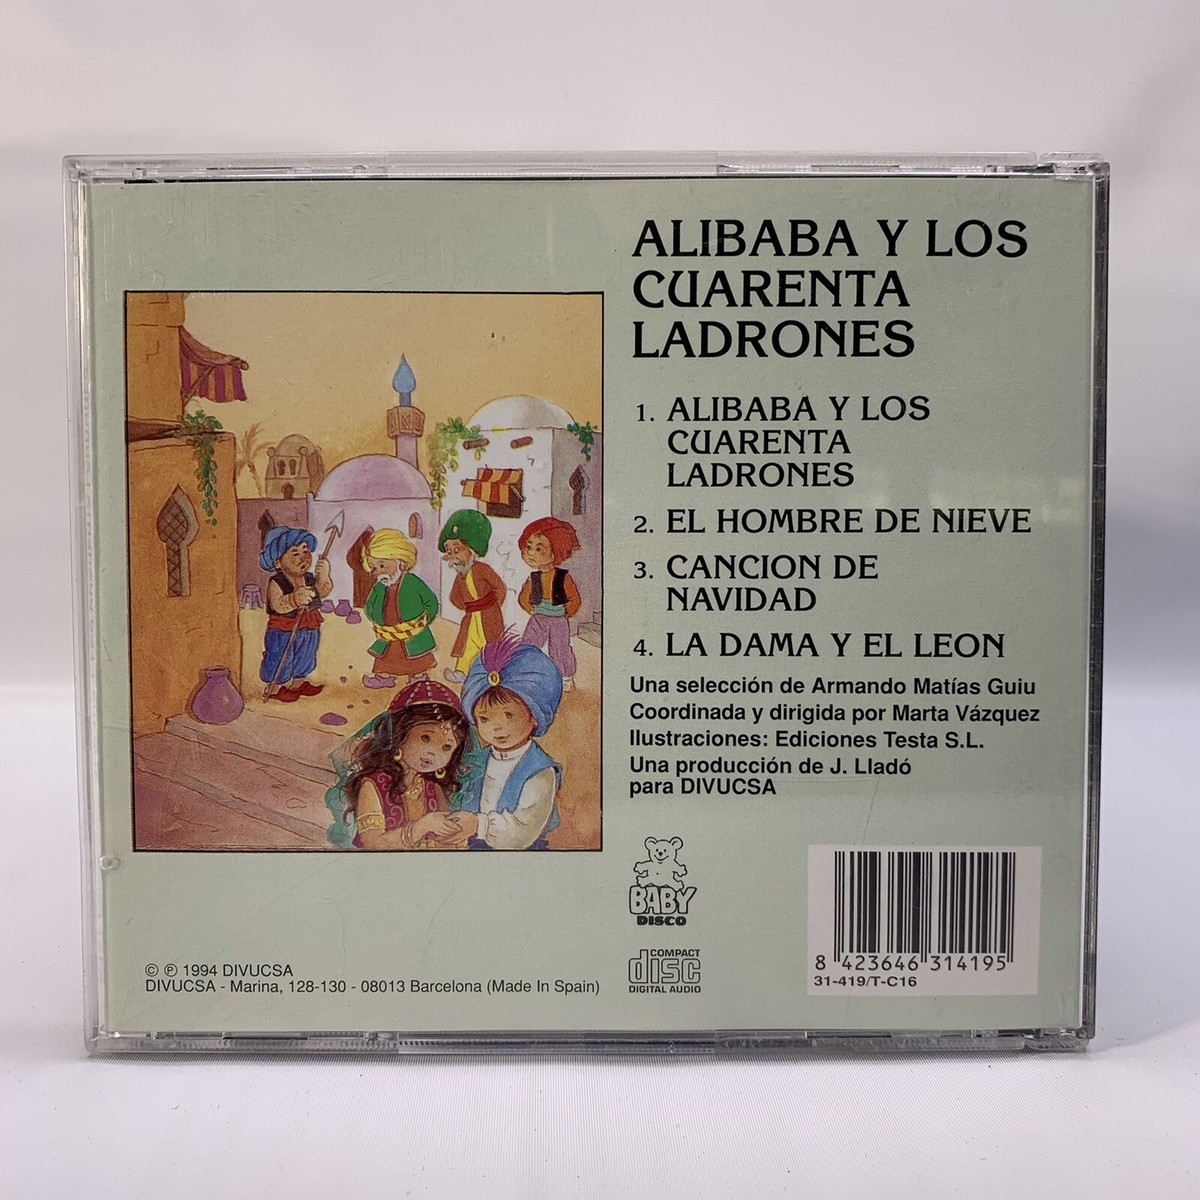 ALIBABA Y LOS
CUARENTA
LADRONES
1. ALIBABA Y LOS
CUARENTA
LADRONES
2. EL HOMBRE DE NIEVE
3. CANCION DE
NAVIDAD
4. LA DAMA Y EL LEON
Una selección de Armando Matías Guiu
Coordinada y dirigida por Marta Vázquez
Ilustraciones: Ediciones Testa S.L.
Una producción de J. Lladó
para DIVUCSA
BABY
DISCO
COMPACT
disc
DIGITAL AUDIO
8 423646 314195
31-419/T-C16
© ℗ 1994 DIVUCSA
DIVUCSA - Marina, 128-130 - 08013 Barcelona (Made In Spain)